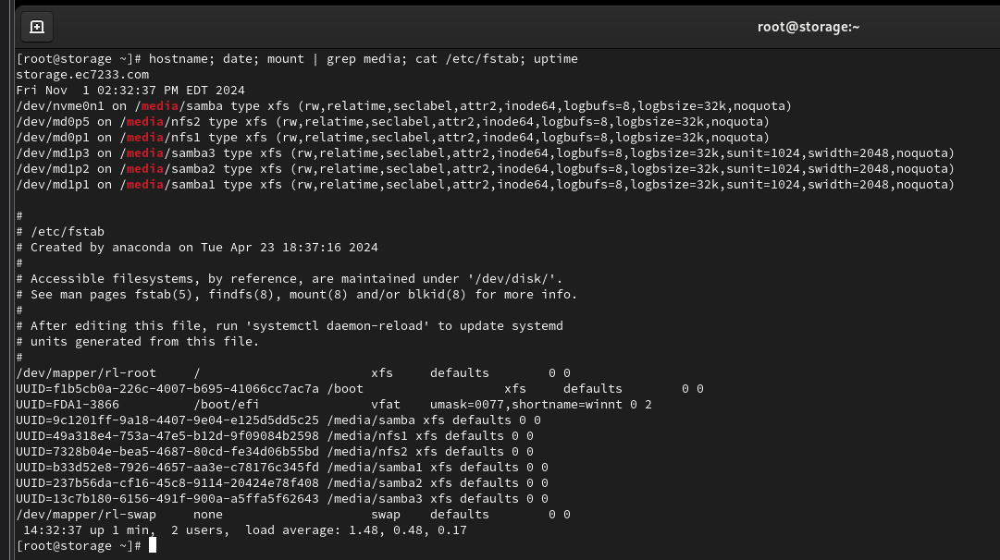 root@storage:~
[root@storage ~]# hostname; date; mount | grep media; cat /etc/fstab; uptime
storage.ec7233.com
Fri Nov  1 02:32:37 PM EDT 2024
/dev/nvme0n1 on /media/samba type xfs (rw,relatime,seclabel,attr2,inode64,logbufs=8,logbsize=32k,noquota)
/dev/md0p5 on /media/nfs2 type xfs (rw,relatime,seclabel,attr2,inode64,logbufs=8,logbsize=32k,noquota)
/dev/md0p1 on /media/nfs1 type xfs (rw,relatime,seclabel,attr2,inode64,logbufs=8,logbsize=32k,noquota)
/dev/md1p3 on /media/samba3 type xfs (rw,relatime,seclabel,attr2,inode64,logbufs=8,logbsize=32k,sunit=1024,swidth=2048,noquota)
/dev/md1p2 on /media/samba2 type xfs (rw,relatime,seclabel,attr2,inode64,logbufs=8,logbsize=32k,sunit=1024,swidth=2048,noquota)
/dev/md1p1 on /media/samba1 type xfs (rw,relatime,seclabel,attr2,inode64,logbufs=8,logbsize=32k,sunit=1024,swidth=2048,noquota)

#
# /etc/fstab
# Created by anaconda on Tue Apr 23 18:37:16 2024
#
# Accessible filesystems, by reference, are maintained under '/dev/disk/'.
# See man pages fstab(5), findfs(8), mount(8) and/or blkid(8) for more info.
#
# After editing this file, run 'systemctl daemon-reload' to update systemd
# units generated from this file.
#
/dev/mapper/rl-root     /                       xfs     defaults        0 0
UUID=f1b5cb0a-226c-4007-b695-41066cc7ac7a /boot                   xfs     defaults        0 0
UUID=FDA1-3866          /boot/efi               vfat    umask=0077,shortname=winnt 0 2
UUID=9c1201ff-9a18-4407-9e04-e125d5dd5c25 /media/samba xfs defaults 0 0
UUID=49a318e4-753a-47e5-b12d-9f09084b2598 /media/nfs1 xfs defaults 0 0
UUID=7328b04e-bea5-4687-80cd-fe34d06b55bd /media/nfs2 xfs defaults 0 0
UUID=b33d52e8-7926-4657-aa3e-c78176c345fd /media/samba1 xfs defaults 0 0
UUID=237b56da-cf16-45c8-9114-20424e78f408 /media/samba2 xfs defaults 0 0
UUID=13c7b180-6156-491f-900a-a5ffa5f62643 /media/samba3 xfs defaults 0 0
/dev/mapper/rl-swap     none                    swap    defaults        0 0
 14:32:37 up 1 min,  2 users,  load average: 1.48, 0.48, 0.17
[root@storage ~]#